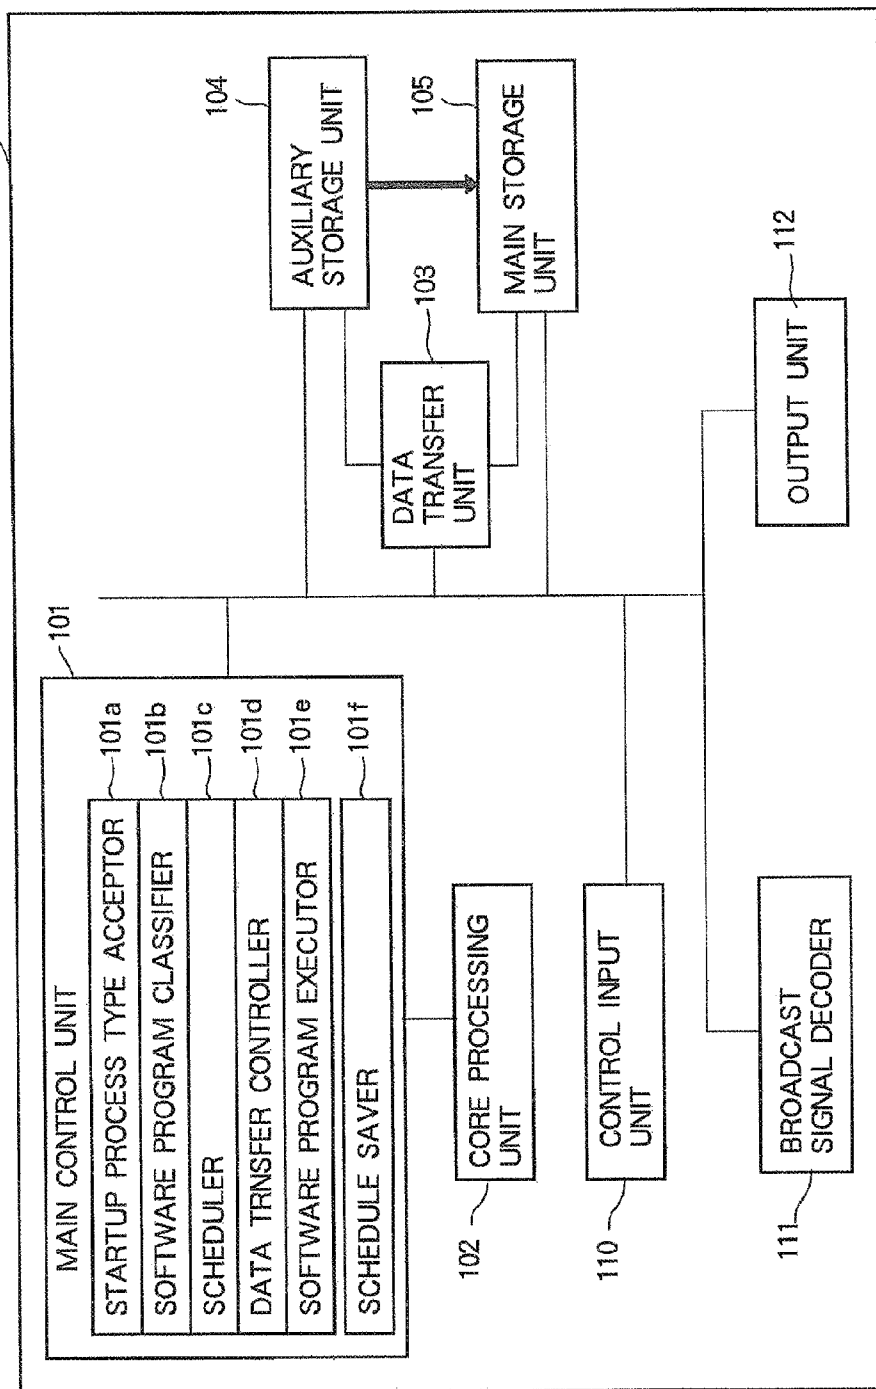 MAIN CONTROL UNIT
101
STARTUP PROCESS TYPE ACCEPTOR
101a
SOFTWARE PROGRAM CLASSIFIER
101b
SCHEDULER
101c
DATA TRNSFER CONTROLLER
101d
SOFTWARE PROGRAM EXECUTOR
101e
SCHEDULE SAVER
101f
CORE PROCESSING
UNIT
102
CONTROL INPUT
UNIT
110
BROADCAST
SIGNAL DECODER
111
DATA
TRANSFER
UNIT
103
AUXILIARY
STORAGE UNIT
104
MAIN STORAGE
UNIT
105
OUTPUT UNIT
112